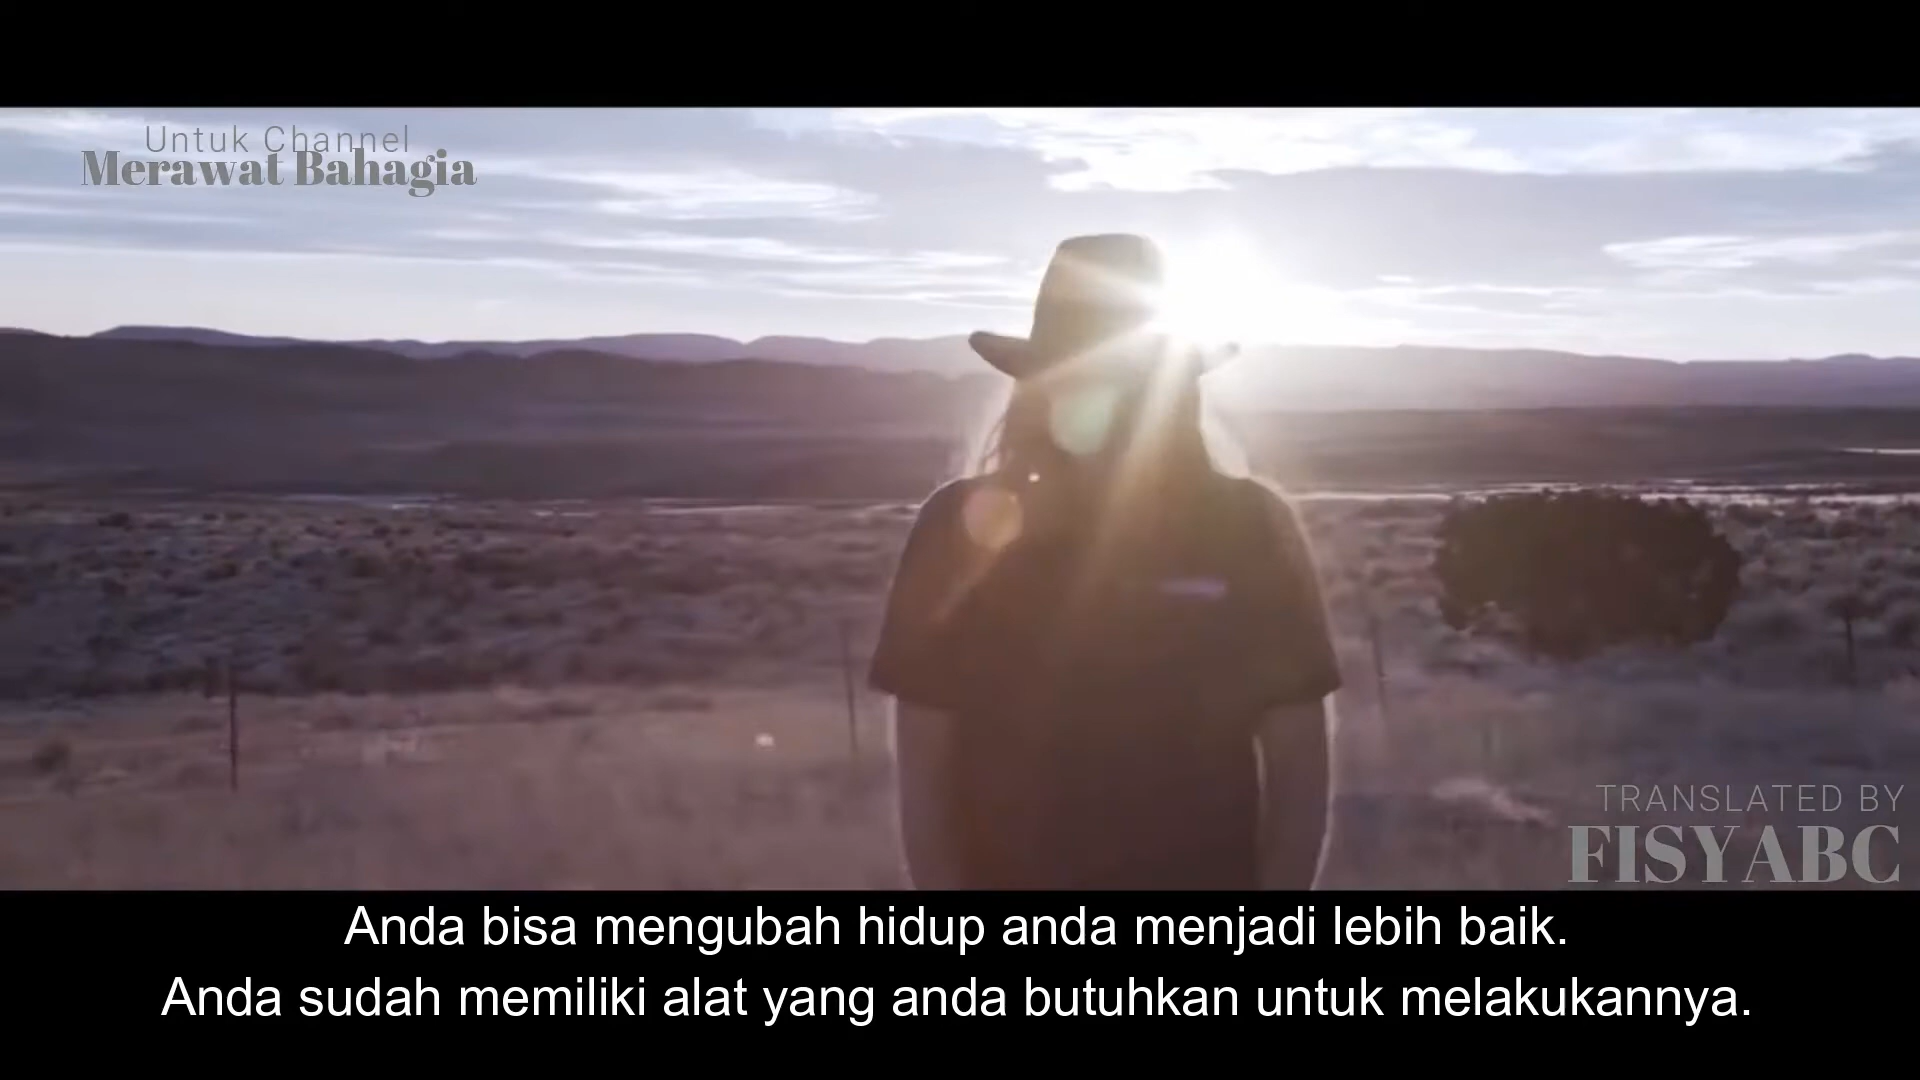 Untuk Channel
Merawat Bahagia
TRANSLATED BY
FISYABC
Anda bisa mengubah hidup anda menjadi lebih baik.
Anda sudah memiliki alat yang anda butuhkan untuk melakukannya.